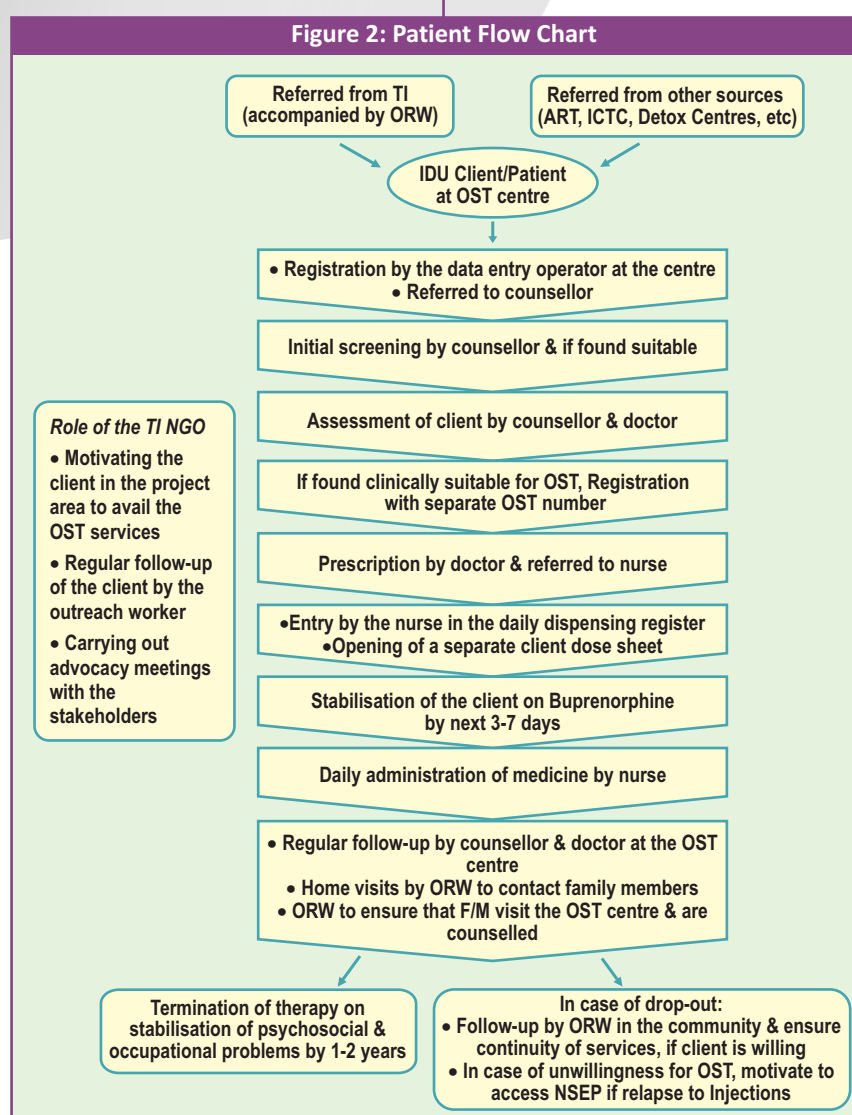 Figure 2: Patient Flow Chart
Referred from TI
(accompanied by ORW)
Referred from other sources
(ART, ICTC, Detox Centres, etc)
IDU Client/Patient
at OST centre
• Registration by the data entry operator at the centre
• Referred to counsellor
Initial screening by counsellor & if found suitable
Assessment of client by counsellor & doctor
If found clinically suitable for OST, Registration
with separate OST number
Prescription by doctor & referred to nurse
•Entry by the nurse in the daily dispensing register
•Opening of a separate client dose sheet
Stabilisation of the client on Buprenorphine
by next 3-7 days
Daily administration of medicine by nurse
• Regular follow-up by counsellor & doctor at the OST
centre
• Home visits by ORW to contact family members
• ORW to ensure that F/M visit the OST centre & are
counselled
Role of the TI NGO
• Motivating the
client in the project
area to avail the
OST services
• Regular follow-up
of the client by the
outreach worker
• Carrying out
advocacy meetings
with the
stakeholders
Termination of therapy on
stabilisation of psychosocial &
occupational problems by 1-2 years
In case of drop-out:
• Follow-up by ORW in the community & ensure
continuity of services, if client is willing
• In case of unwillingness for OST, motivate to
access NSEP if relapse to Injections